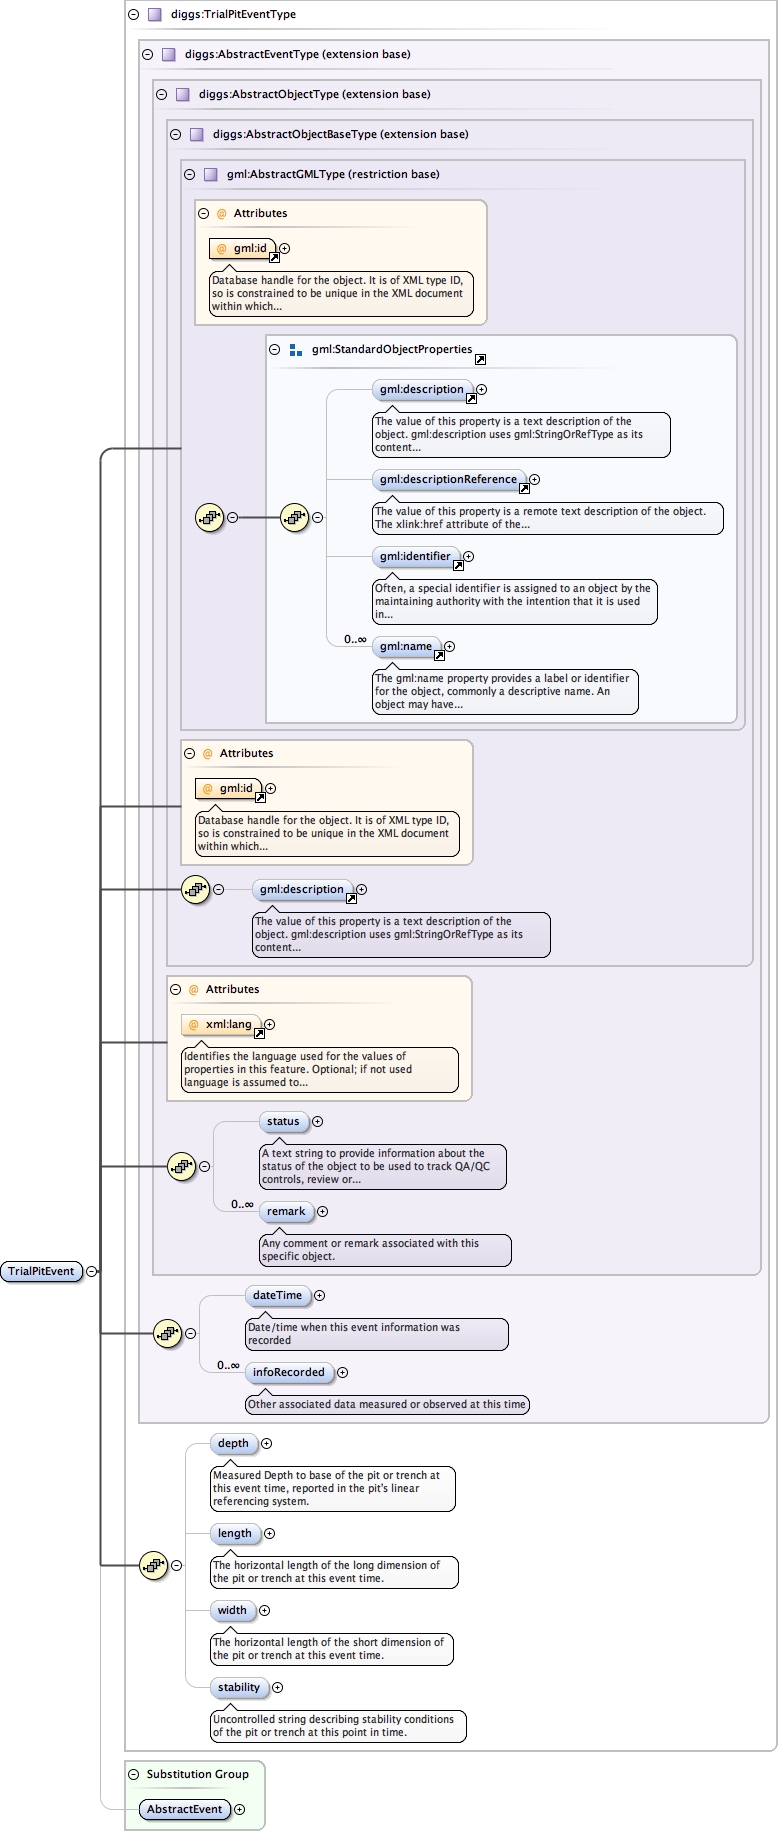 diggs:TrialPitEventType
diggs:AbstractEventType (extension base)
diggs:AbstractObjectType (extension base)
diggs:AbstractObjectBaseType (extension base)
gml:AbstractGMLType (restriction base)
@ Attributes
@ gml:id
Database handle for the object. It is of XML type ID,
so is constrained to be unique in the XML document
within which...
gml:StandardObjectProperties
gml:description
The value of this property is a text description of the
object. gml:description uses gml:StringOrRefType as its
content...
gml:descriptionReference
The value of this property is a remote text description of the object.
The xlink:href attribute of the...
gml:identifier
Often, a special identifier is assigned to an object by the
maintaining authority with the intention that it is used
in...
0..∞
gml:name
The gml:name property provides a label or identifier
for the object, commonly a descriptive name. An
object may have...
@ Attributes
@ gml:id
Database handle for the object. It is of XML type ID,
so is constrained to be unique in the XML document
within which...
gml:description
The value of this property is a text description of the
object. gml:description uses gml:StringOrRefType as its
content...
@ Attributes
@ xml:lang
Identifies the language used for the values of
properties in this feature. Optional; if not used
language is assumed to...
status
A text string to provide information about the
status of the object to be used to track QA/QC
controls, review or...
0..∞
remark
Any comment or remark associated with this
specific object.
TrialPitEvent
dateTime
Date/time when this event information was
recorded
0..∞
infoRecorded
Other associated data measured or observed at this time
depth
Measured Depth to base of the pit or trench at
this event time, reported in the pit's linear
referencing system.
length
The horizontal length of the long dimension of
the pit or trench at this event time.
width
The horizontal length of the short dimension of
the pit or trench at this event time.
stability
Uncontrolled string describing stability conditions
of the pit or trench at this point in time.
Substitution Group
AbstractEvent